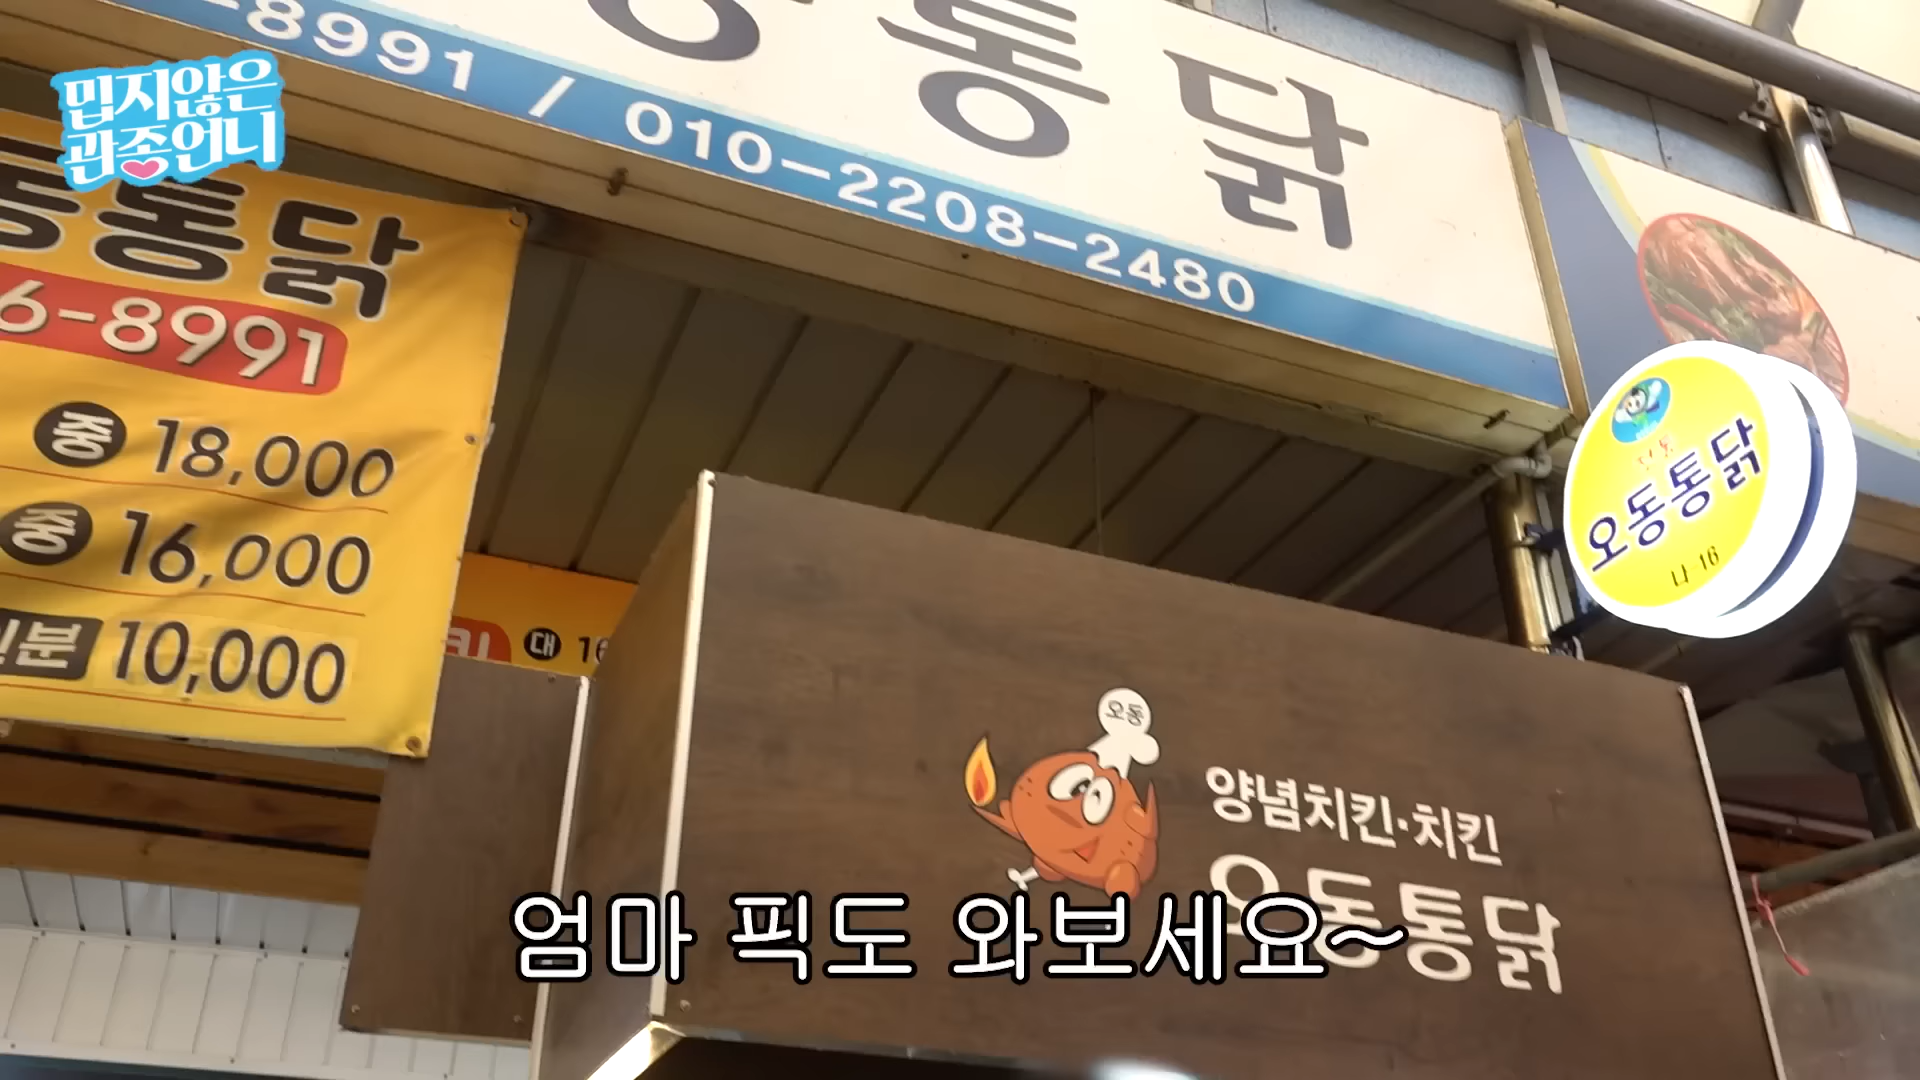 밉지않은
관종언니
통닭
-8991 / 010-2208-2480
동통닭
6-8991
중 18,000
중 16,000
인분 10,000
대
오동통닭
나 16
오동
양념치킨·치킨
오동통닭
엄마 픽도 와보세요~